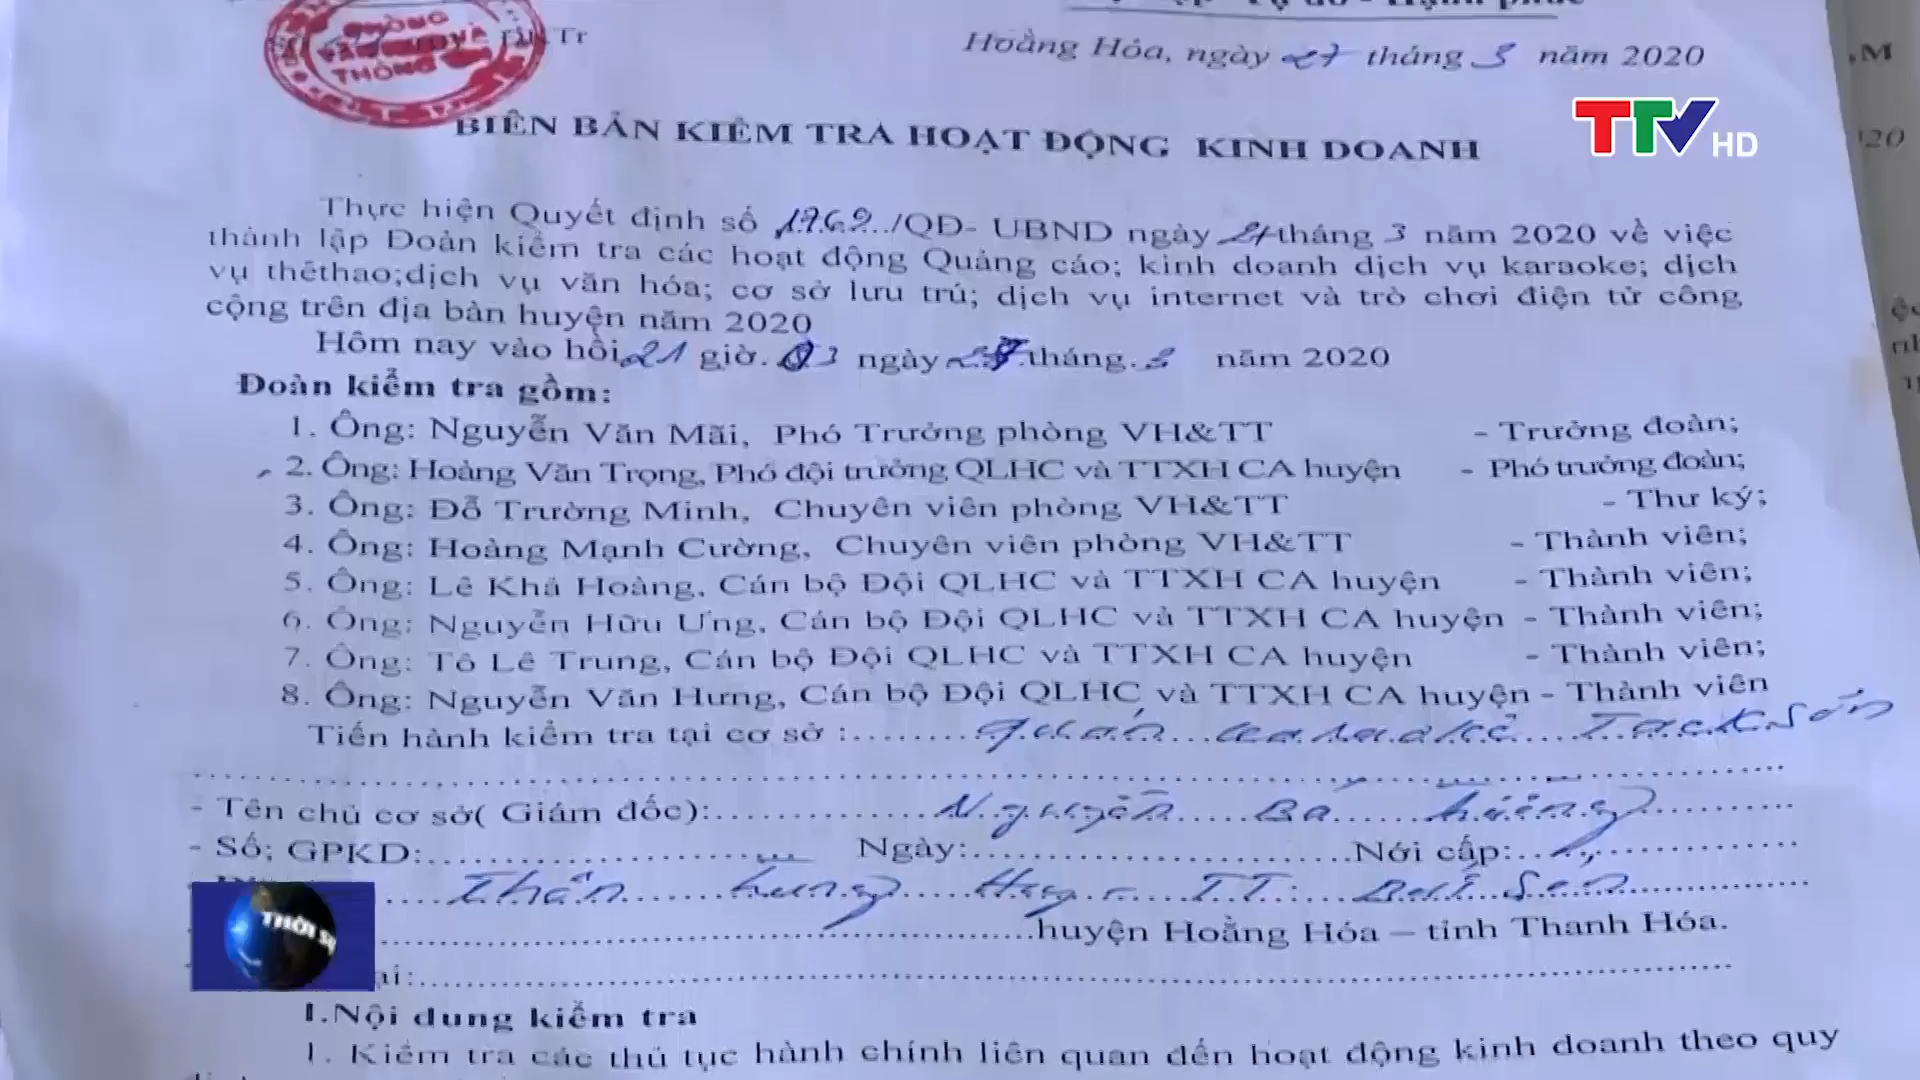 Hoằng Hóa, ngày 27 tháng 3 năm 2020
PHÒNG
VĂN HÓA VÀ
THÔNG
TTV HD
BIÊN BẢN KIỂM TRA HOẠT ĐỘNG KINH DOANH
Thực hiện Quyết định số 1762./QĐ- UBND ngày 27 tháng 3 năm 2020 về việc
thành lập Đoàn kiểm tra các hoạt động Quảng cáo; kinh doanh dịch vụ karaoke; dịch
vụ thểthao;dịch vụ văn hóa; cơ sở lưu trú; dịch vụ internet và trò chơi điện tử công
cộng trên địa bàn huyện năm 2020
Hôm nay vào hồi 21 giờ. 03 ngày tháng. 3 năm 2020
Đoàn kiểm tra gồm:
1. Ông: Nguyễn Văn Mãi, Phó Trưởng phòng VH&TT - Trưởng đoàn;
2. Ông: Hoàng Văn Trọng, Phó đội trưởng QLHC và TTXH CA huyện - Phó trưởng đoàn;
3. Ông: Đỗ Trường Minh, Chuyên viên phòng VH&TT - Thư ký;
4. Ông: Hoàng Mạnh Cường, Chuyên viên phòng VH&TT - Thành viên;
5. Ông: Lê Khả Hoàng, Cán bộ Đội QLHC và TTXH CA huyện - Thành viên;
6. Ông: Nguyễn Hữu Ưng, Cán bộ Đội QLHC và TTXH CA huyện - Thành viên;
7. Ông: Tô Lê Trung, Cán bộ Đội QLHC và TTXH CA huyện - Thành viên;
8. Ông: Nguyễn Văn Hưng, Cán bộ Đội QLHC và TTXH CA huyện - Thành viên
Tiến hành kiểm tra tại cơ sở : quán karaoke
- Tên chủ cơ sở( Giám đốc): Nguyễn Bá
- Số; GPKD: Ngày: Nơi cấp:
TT. Bút Sơn
huyện Hoằng Hóa – tỉnh Thanh Hóa.
THỜI SỰ
ại:
I.Nội dung kiểm tra
1. Kiểm tra các thủ tục hành chính liên quan đến hoạt động kinh doanh theo quy